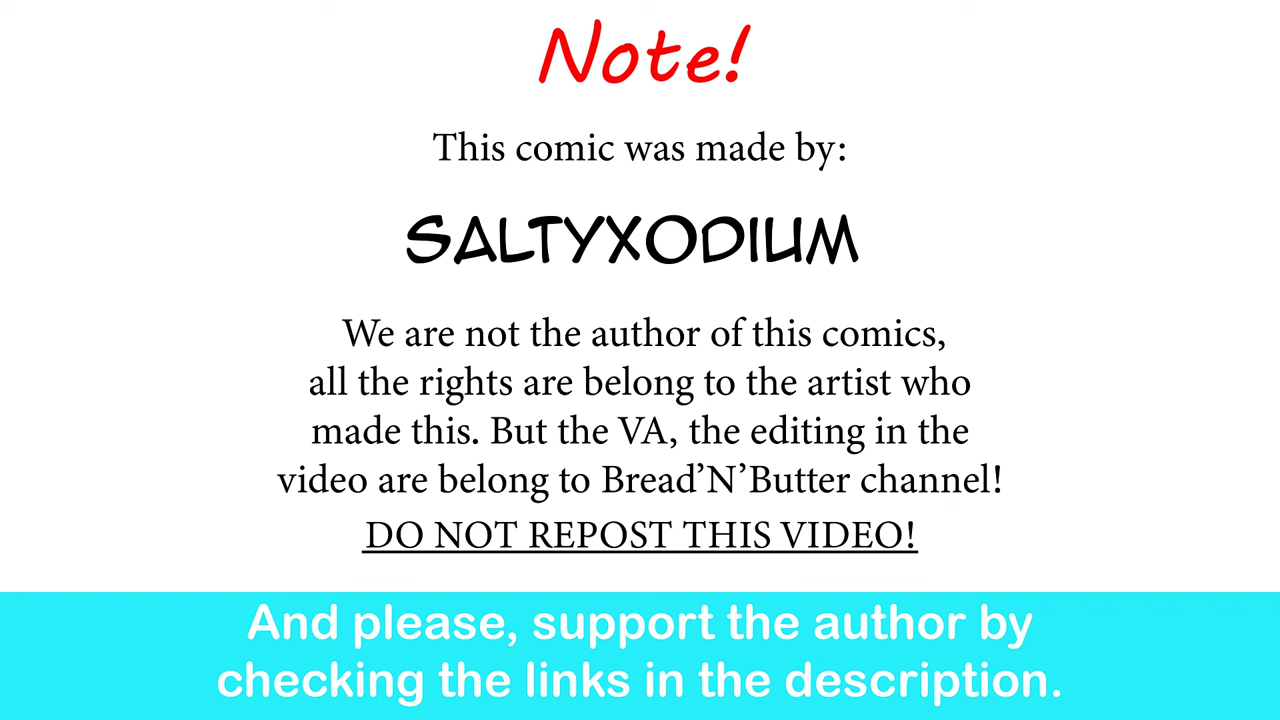 Note!
This comic was made by:
SALTYXODIUM
We are not the author of this comics,
all the rights are belong to the artist who
made this. But the VA, the editing in the
video are belong to Bread’N’Butter channel!
DO NOT REPOST THIS VIDEO!
And please, support the author by
checking the links in the description.